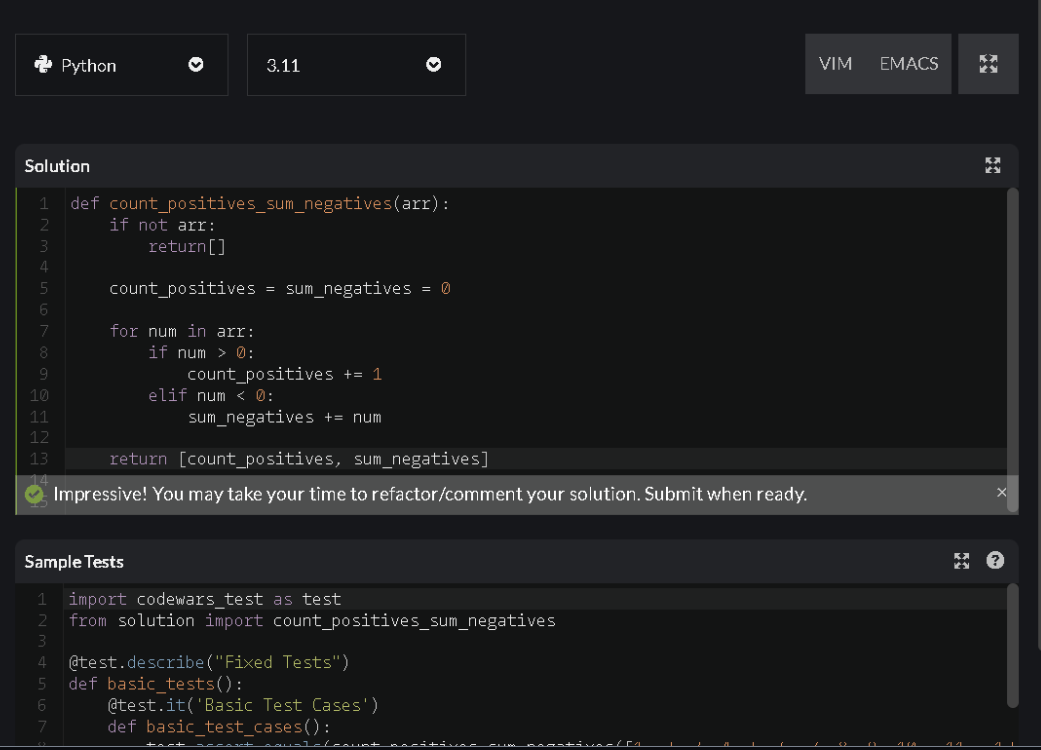 Python
3.11
VIM EMACS
Solution
1 def count_positives_sum_negatives(arr):
2     if not arr:
3         return[]
4
5     count_positives = sum_negatives = 0
6
7     for num in arr:
8         if num > 0:
9             count_positives += 1
10         elif num < 0:
11             sum_negatives += num
12
13     return [count_positives, sum_negatives]
14
Impressive! You may take your time to refactor/comment your solution. Submit when ready. ×
15
Sample Tests ?
1 import codewars_test as test
2 from solution import count_positives_sum_negatives
3
4 @test.describe("Fixed Tests")
5 def basic_tests():
6     @test.it('Basic Test Cases')
7     def basic_test_cases():